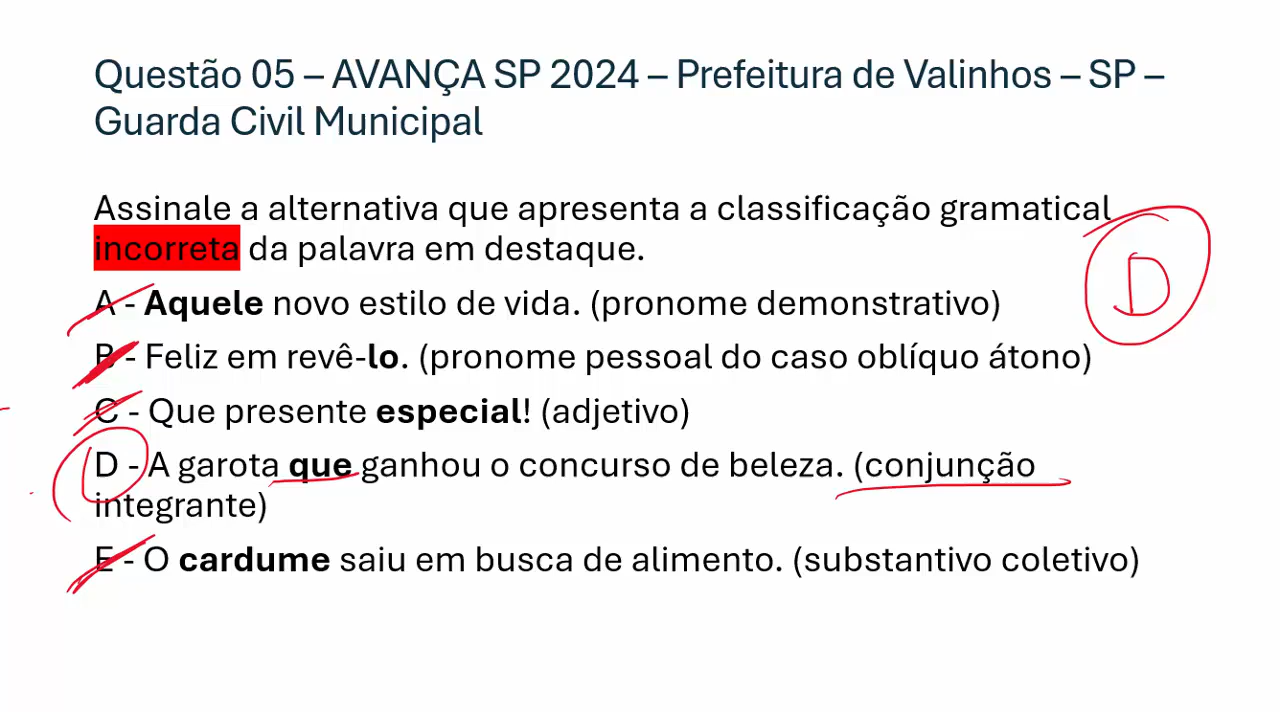 Questão 05 – AVANÇA SP 2024 – Prefeitura de Valinhos – SP –
Guarda Civil Municipal
Assinale a alternativa que apresenta a classificação gramatical
incorreta da palavra em destaque.
D
A - Aquele novo estilo de vida. (pronome demonstrativo)
B - Feliz em revê-lo. (pronome pessoal do caso oblíquo átono)
C - Que presente especial! (adjetivo)
D - A garota que ganhou o concurso de beleza. (conjunção
integrante)
E - O cardume saiu em busca de alimento. (substantivo coletivo)